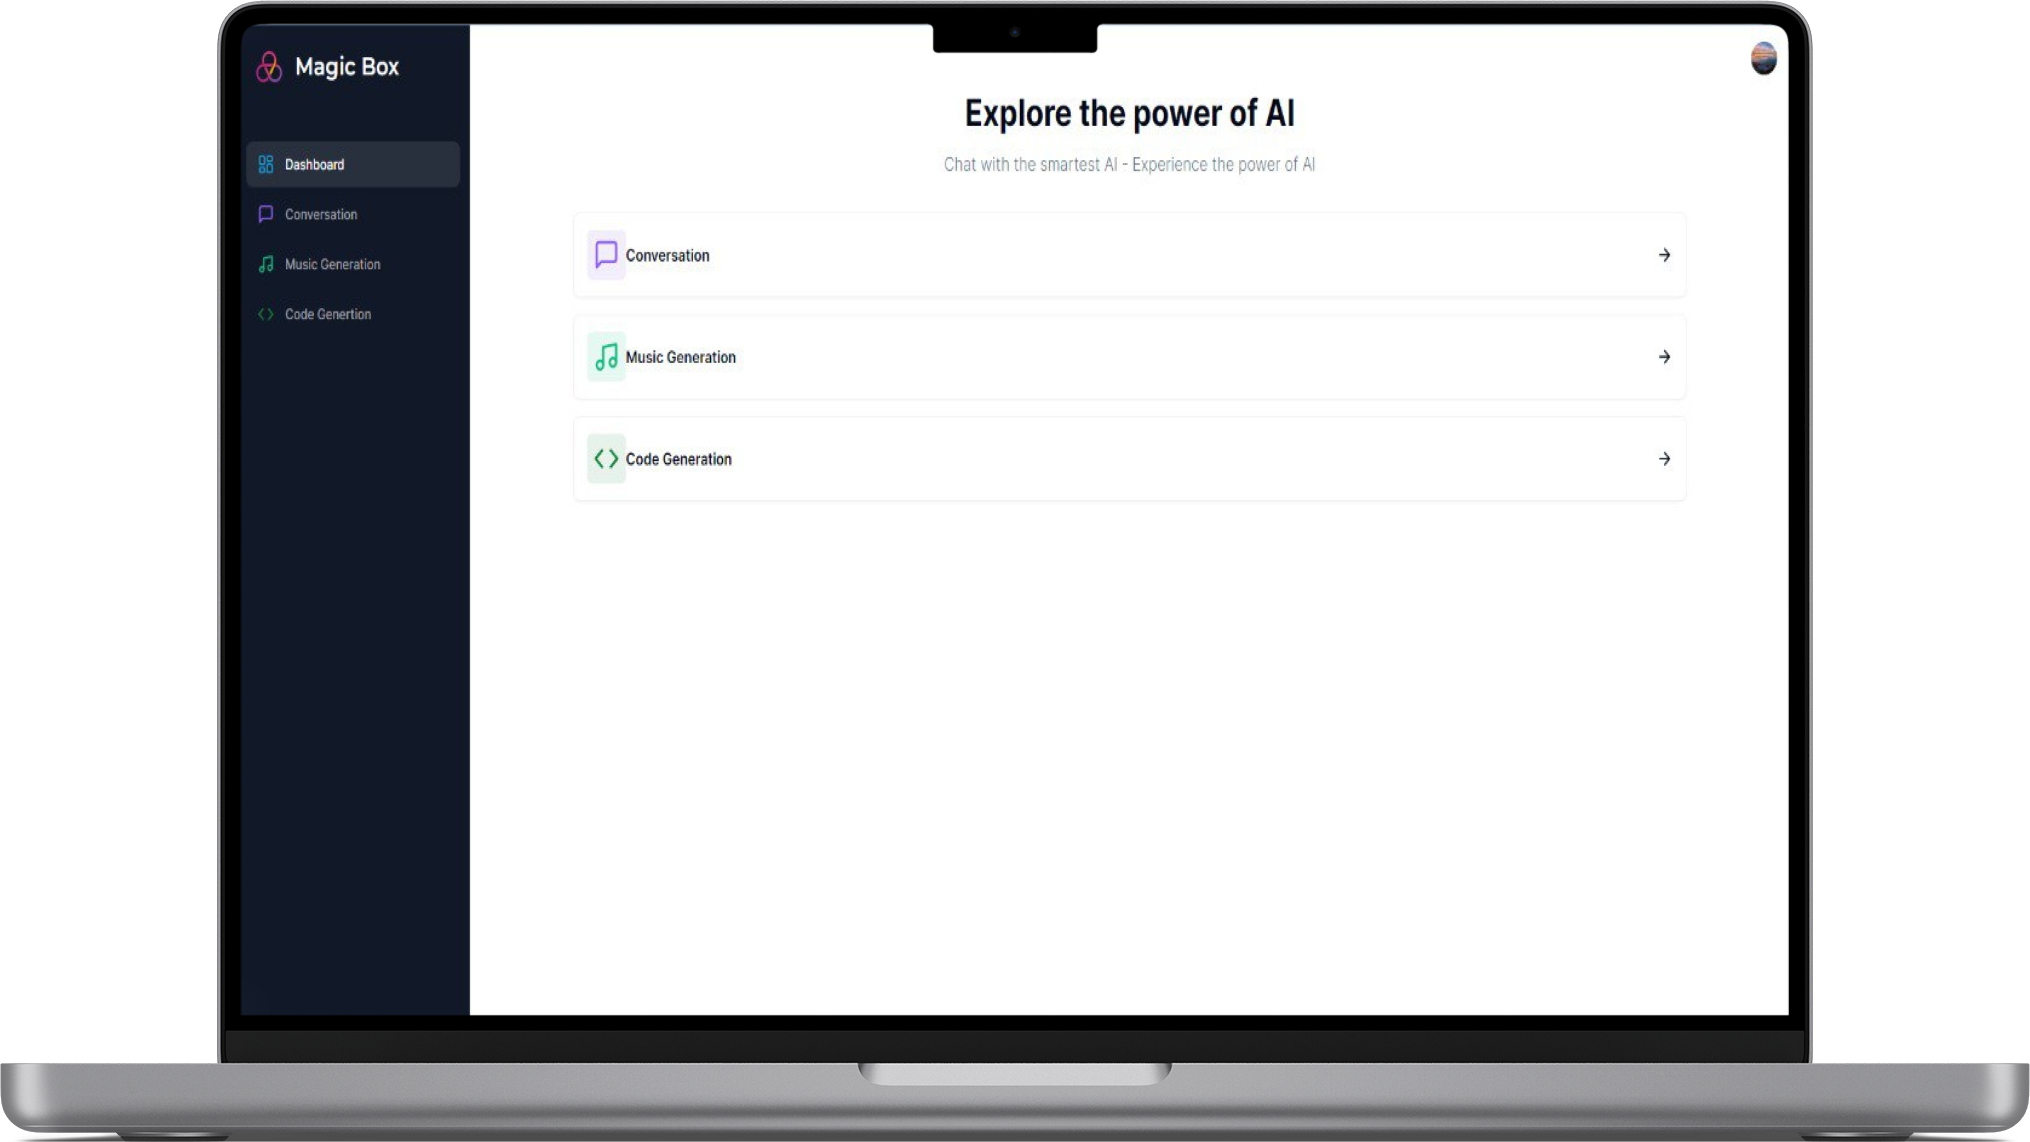 Magic Box
Dashboard
Conversation
Music Generation
Code Genertion
Explore the power of AI
Chat with the smartest AI - Experience the power of AI
Conversation
Music Generation
Code Generation